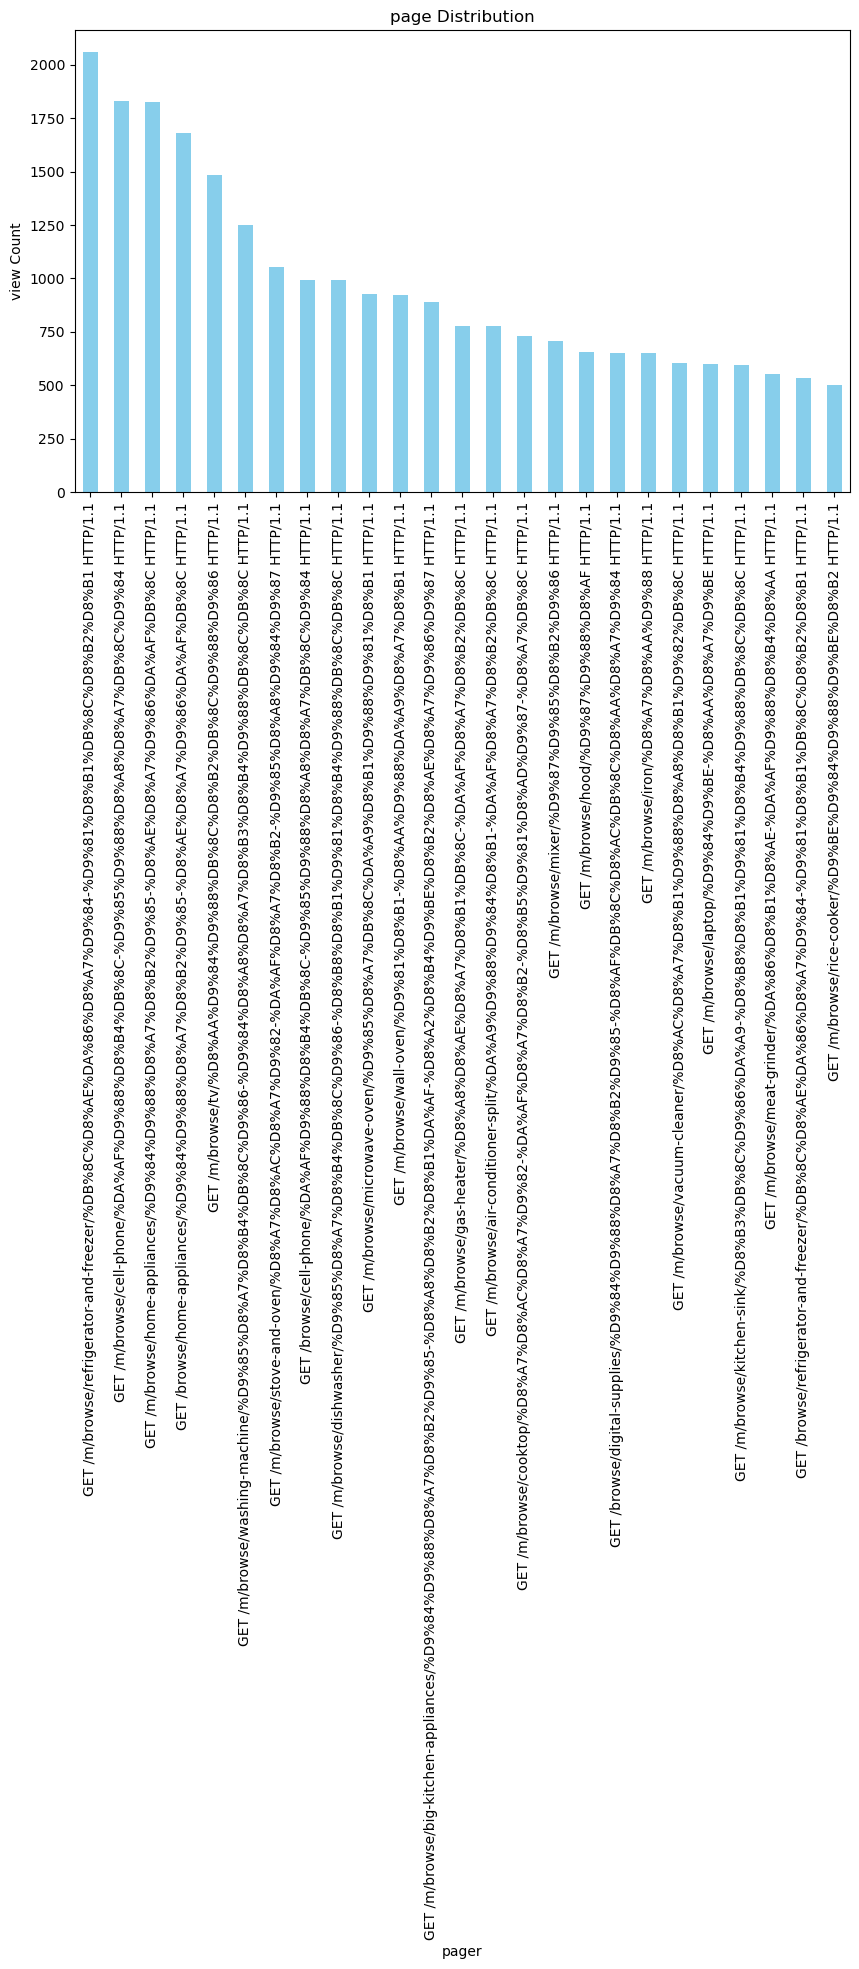 page Distribution
view Count
2000
1750
1500
1250
1000
750
500
250
0
GET /m/browse/refrigerator-and-freezer/%DB%8C%D8%AE%DA%86%D8%A7%D9%84-%D9%81%D8%B1%DB%8C%D8%B2%D8%B1 HTTP/1.1
GET /m/browse/cell-phone/%DA%AF%D9%88%D8%B4%DB%8C-%D9%85%D9%88%D8%A8%D8%A7%DB%8C%D9%84 HTTP/1.1
GET /m/browse/home-appliances/%D9%84%D9%88%D8%A7%D8%B2%D9%85-%D8%AE%D8%A7%D9%86%DA%AF%DB%8C HTTP/1.1
GET /browse/home-appliances/%D9%84%D9%88%D8%A7%D8%B2%D9%85-%D8%AE%D8%A7%D9%86%DA%AF%DB%8C HTTP/1.1
GET /m/browse/tv/%D8%AA%D9%84%D9%88%DB%8C%D8%B2%DB%8C%D9%88%D9%86 HTTP/1.1
GET /m/browse/washing-machine/%D9%85%D8%A7%D8%B4%DB%8C%D9%86-%D9%84%D8%A8%D8%A7%D8%B3%D8%B4%D9%88%DB%8C%DB%8C HTTP/1.1
GET /m/browse/stove-and-oven/%D8%A7%D8%AC%D8%A7%D9%82-%DA%AF%D8%A7%D8%B2-%D9%85%D8%A8%D9%84%D9%87 HTTP/1.1
GET /browse/cell-phone/%DA%AF%D9%88%D8%B4%DB%8C-%D9%85%D9%88%D8%A8%D8%A7%DB%8C%D9%84 HTTP/1.1
GET /m/browse/dishwasher/%D9%85%D8%A7%D8%B4%DB%8C%D9%86-%D8%B8%D8%B1%D9%81%D8%B4%D9%88%DB%8C%DB%8C HTTP/1.1
GET /m/browse/microwave-oven/%D9%85%D8%A7%DB%8C%DA%A9%D8%B1%D9%88%D9%81%D8%B1 HTTP/1.1
GET /m/browse/wall-oven/%D9%81%D8%B1-%D8%AA%D9%88%DA%A9%D8%A7%D8%B1 HTTP/1.1
GET /m/browse/big-kitchen-appliances/%D9%84%D9%88%D8%A7%D8%B2%D9%85-%D8%A8%D8%B2%D8%B1%DA%AF-%D8%A2%D8%B4%D9%BE%D8%B2%D8%AE%D8%A7%D9%86%D9%87 HTTP/1.1
GET /m/browse/gas-heater/%D8%A8%D8%AE%D8%A7%D8%B1%DB%8C-%DA%AF%D8%A7%D8%B2%DB%8C HTTP/1.1
GET /m/browse/air-conditioner-split/%DA%A9%D9%88%D9%84%D8%B1-%DA%AF%D8%A7%D8%B2%DB%8C HTTP/1.1
GET /m/browse/cooktop/%D8%A7%D8%AC%D8%A7%D9%82-%DA%AF%D8%A7%D8%B2-%D8%B5%D9%81%D8%AD%D9%87-%D8%A7%DB%8C HTTP/1.1
GET /m/browse/mixer/%D9%87%D9%85%D8%B2%D9%86 HTTP/1.1
GET /m/browse/hood/%D9%87%D9%88%D8%AF HTTP/1.1
GET /browse/digital-supplies/%D9%84%D9%88%D8%A7%D8%B2%D9%85-%D8%AF%DB%8C%D8%AC%DB%8C%D8%AA%D8%A7%D9%84 HTTP/1.1
GET /m/browse/iron/%D8%A7%D8%AA%D9%88 HTTP/1.1
GET /m/browse/vacuum-cleaner/%D8%AC%D8%A7%D8%B1%D9%88%D8%A8%D8%B1%D9%82%DB%8C HTTP/1.1
GET /m/browse/laptop/%D9%84%D9%BE-%D8%AA%D8%A7%D9%BE HTTP/1.1
GET /m/browse/kitchen-sink/%D8%B3%DB%8C%D9%86%DA%A9-%D8%B8%D8%B1%D9%81%D8%B4%D9%88%DB%8C%DB%8C HTTP/1.1
GET /m/browse/meat-grinder/%DA%86%D8%B1%D8%AE-%DA%AF%D9%88%D8%B4%D8%AA HTTP/1.1
GET /browse/refrigerator-and-freezer/%DB%8C%D8%AE%DA%86%D8%A7%D9%84-%D9%81%D8%B1%DB%8C%D8%B2%D8%B1 HTTP/1.1
GET /m/browse/rice-cooker/%D9%BE%D9%84%D9%88%D9%BE%D8%B2 HTTP/1.1
pager